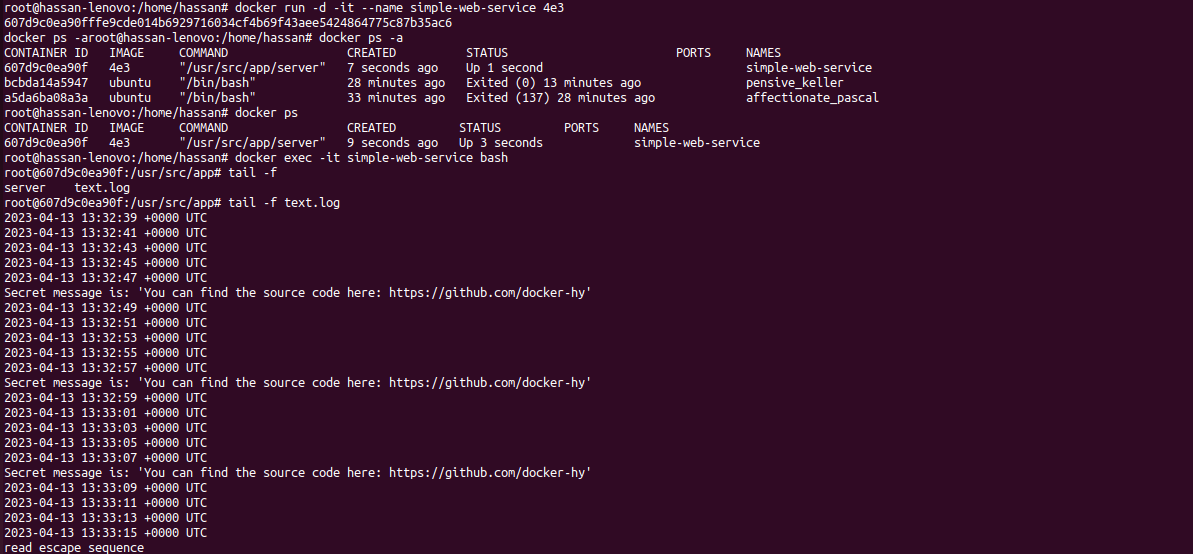 root@hassan-lenovo:/home/hassan# docker run -d -it --name simple-web-service 4e3
607d9c0ea90fffe9cde014b6929716034cf4b69f43aee5424864775c87b35ac6
docker ps -aroot@hassan-lenovo:/home/hassan# docker ps -a
CONTAINER ID   IMAGE     COMMAND                 CREATED          STATUS                        PORTS     NAMES
607d9c0ea90f   4e3       "/usr/src/app/server"   7 seconds ago    Up 1 second                             simple-web-service
bcbda14a5947   ubuntu    "/bin/bash"             28 minutes ago   Exited (0) 13 minutes ago               pensive_keller
a5da6ba08a3a   ubuntu    "/bin/bash"             33 minutes ago   Exited (137) 28 minutes ago             affectionate_pascal
root@hassan-lenovo:/home/hassan# docker ps
CONTAINER ID   IMAGE     COMMAND                 CREATED         STATUS         PORTS     NAMES
607d9c0ea90f   4e3       "/usr/src/app/server"   9 seconds ago   Up 3 seconds             simple-web-service
root@hassan-lenovo:/home/hassan# docker exec -it simple-web-service bash
root@607d9c0ea90f:/usr/src/app# tail -f
server    text.log
root@607d9c0ea90f:/usr/src/app# tail -f text.log
2023-04-13 13:32:39 +0000 UTC
2023-04-13 13:32:41 +0000 UTC
2023-04-13 13:32:43 +0000 UTC
2023-04-13 13:32:45 +0000 UTC
2023-04-13 13:32:47 +0000 UTC
Secret message is: 'You can find the source code here: https://github.com/docker-hy'
2023-04-13 13:32:49 +0000 UTC
2023-04-13 13:32:51 +0000 UTC
2023-04-13 13:32:53 +0000 UTC
2023-04-13 13:32:55 +0000 UTC
2023-04-13 13:32:57 +0000 UTC
Secret message is: 'You can find the source code here: https://github.com/docker-hy'
2023-04-13 13:32:59 +0000 UTC
2023-04-13 13:33:01 +0000 UTC
2023-04-13 13:33:03 +0000 UTC
2023-04-13 13:33:05 +0000 UTC
2023-04-13 13:33:07 +0000 UTC
Secret message is: 'You can find the source code here: https://github.com/docker-hy'
2023-04-13 13:33:09 +0000 UTC
2023-04-13 13:33:11 +0000 UTC
2023-04-13 13:33:13 +0000 UTC
2023-04-13 13:33:15 +0000 UTC
read escape sequence